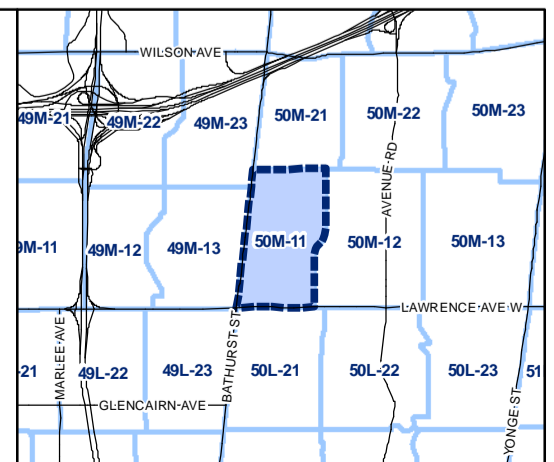 WILSON AVE
49M-21
49M-22
49M-23
50M-21
50M-22
50M-23
AVENUE RD
9M-11
49M-12
49M-13
50M-11
50M-12
50M-13
LAWRENCE AVE W
MARLEE AVE
BATHURST ST
-21
49L-22
49L-23
50L-21
50L-22
50L-23
51
GLENCAIRN AVE
YONGE ST